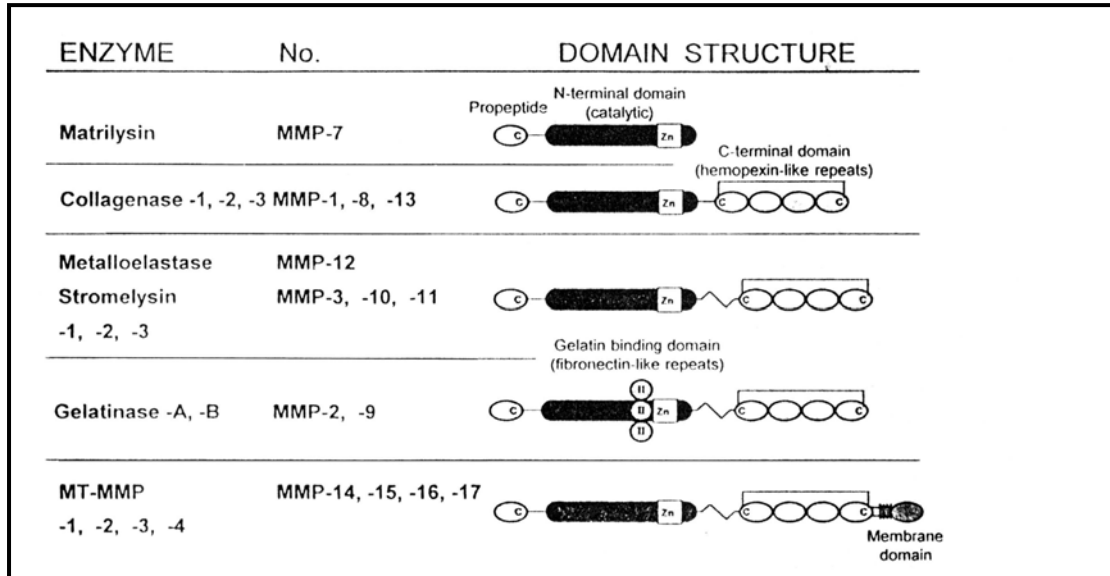 ENZYME No. DOMAIN STRUCTURE
Propeptide N-terminal domain
(catalytic)
Matrilysin MMP-7 C Zn
C-terminal domain
(hemopexin-like repeats)
Collagenase -1, -2, -3 MMP-1, -8, -13 C Zn C C
Metalloelastase MMP-12
Stromelysin MMP-3, -10, -11 C Zn C C
-1, -2, -3
Gelatin binding domain
(fibronectin-like repeats)
II
Gelatinase -A, -B MMP-2, -9 C II Zn C C
II
MT-MMP MMP-14, -15, -16, -17
-1, -2, -3, -4 C Zn C C
Membrane
domain